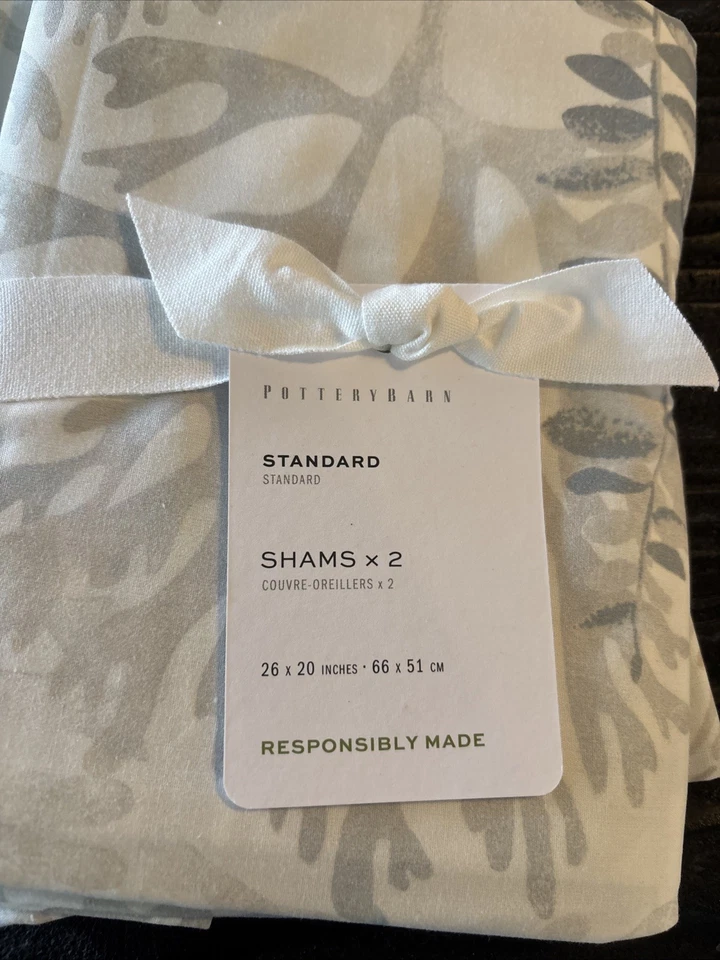 POTTERYBARN
STANDARD
STANDARD
SHAMS x 2
COUVRE-OREILLERS x 2
26 x 20 INCHES · 66 x 51 CM
RESPONSIBLY MADE